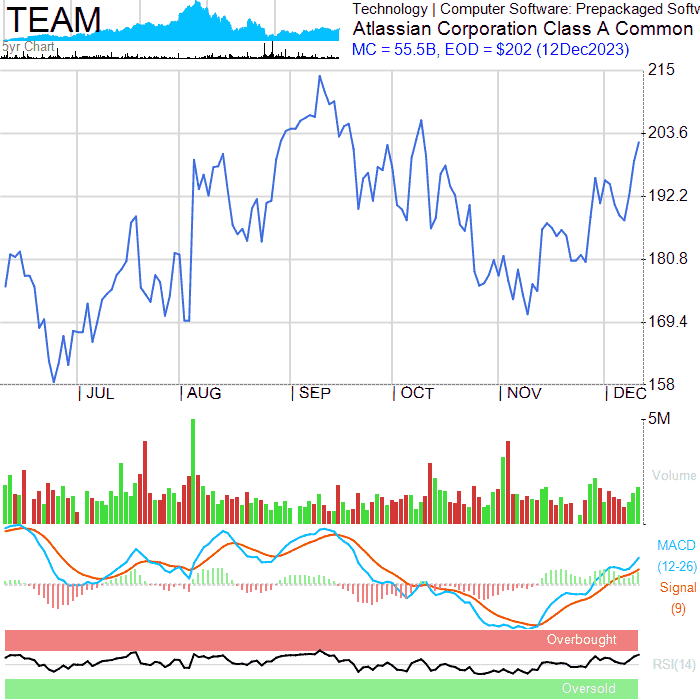 TEAM
5yr Chart
Technology | Computer Software: Prepackaged Softw
Atlassian Corporation Class A Common
MC = 55.5B, EOD = $202 (12Dec2023)
215
203.6
192.2
180.8
169.4
158
| JUL | AUG | SEP | OCT | NOV | DEC
5M
Volume
MACD
(12-26)
Signal
(9)
Overbought
RSI(14)
Oversold